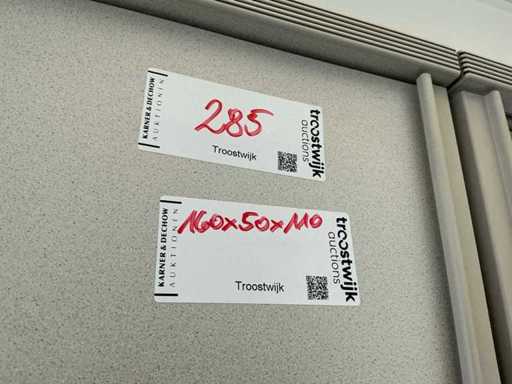 KARNER & DECHOW
AUKTIONEN
285
Troostwijk
troostwijk
auctions
KARNER & DECHOW
AUKTIONEN
160x50x110
Troostwijk
troostwijk
auctions